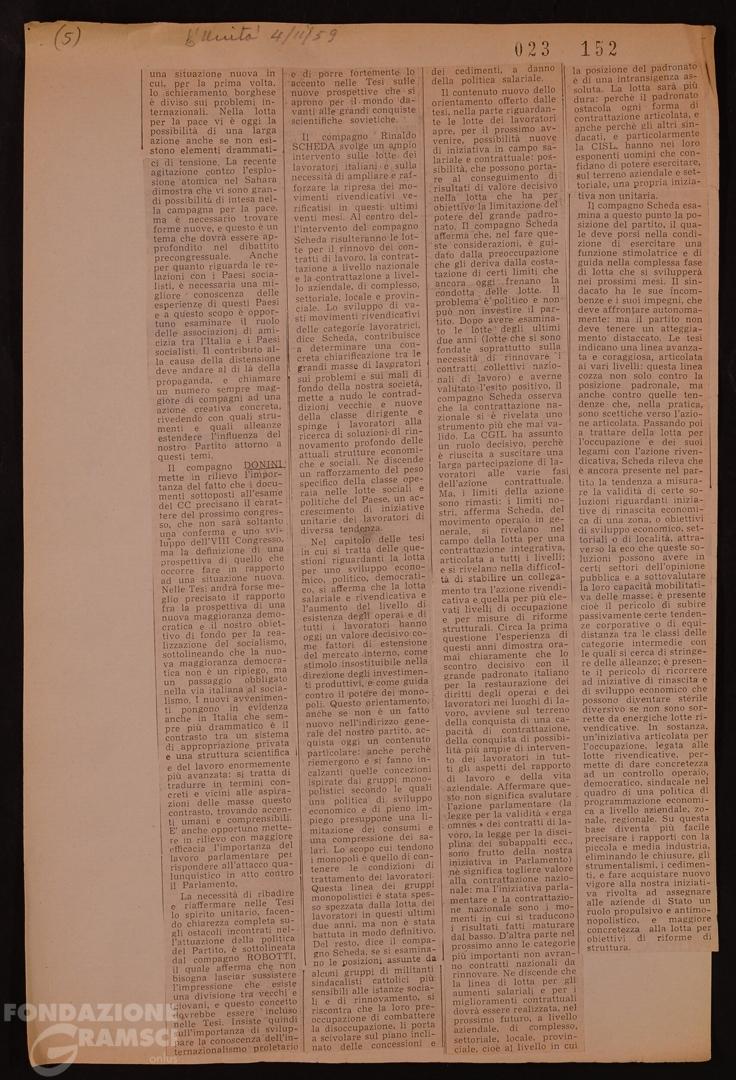 (5)
l'Unità 4/11/59
023 152
una situazione nuova in
cui, per la prima volta,
lo schieramento borghese
è diviso sui problemi in-
ternazionali. Nella lotta
per la pace vi è oggi la
possibilità di una larga
azione anche se non esi-
stono elementi drammati-
ci di tensione. La recente
agitazione contro l'esplo-
sione atomica nel Sahara
dimostra che vi sono gran-
di possibilità di intesa nel-
la campagna per la pace,
ma è necessario trovare
forme nuove, e questo è un
tema che dovrà essere ap-
profondito nel dibattito
precongressuale. Anche
per quanto riguarda le re-
lazioni con i Paesi socia-
listi, è necessaria una mi-
gliore conoscenza delle
esperienze di questi Paesi
e a questo scopo è oppor-
tuno esaminare il ruolo
delle associazioni di ami-
cizia tra l'Italia e i Paesi
socialisti. Il contributo al-
la causa della distensione
deve andare al di là della
propaganda, e chiamare
un numero sempre mag-
giore di compagni ad una
azione creativa concreta,
rivedendo con quali stru-
menti e quali alleanze
estendere l'influenza del
nostro Partito attorno a
questi temi.
Il compagno DONINI
mette in rilievo l'impor-
tanza del fatto che i docu-
menti sottoposti all'esame
del CC precisano il carat-
tere del prossimo congres-
so, che non sarà soltanto
una conferma e uno svi-
luppo dell'VIII Congresso,
ma la definizione di una
prospettiva di quello che
occorre fare in rapporto
ad una situazione nuova.
Nelle Tesi andrà forse me-
glio precisato il rapporto
fra la prospettiva di una
nuova maggioranza demo-
cratica e il nostro obiet-
tivo di fondo per la rea-
lizzazione del socialismo,
sottolineando che la nuo-
va maggioranza democra-
tica non è un ripiego, ma
un passaggio obbligato
nella via italiana al socia-
lismo. I nuovi avvenimen-
ti pongono in evidenza
anche in Italia che sem-
pre più drammatico è il
contrasto tra un sistema
di appropriazione privata
e una struttura scientifica
e del lavoro enormemente
più avanzata: si tratta di
tradurre in termini con-
creti e vicini alle aspira-
zioni delle masse questo
contrasto, trovando accen-
ti umani e comprensibili.
E' anche opportuno mette-
re in rilievo con maggiore
efficacia l'importanza del
lavoro parlamentare per
rispondere all'attacco qua-
lunquistico in atto contro
il Parlamento.
La necessità di ribadire
e riaffermare nelle Tesi
lo spirito unitario, facen-
do chiarezza completa su-
gli ostacoli incontrati nel-
l'attuazione della politica
del Partito, è sottolineata
dal compagno ROBOTTI,
il quale afferma che non
bisogna lasciar sussistere
l'impressione che esiste
una divisione tra vecchi e
giovani, e questo concetto
dovrebbe essere incluso
nelle Tesi. Insiste quindi
sull'importanza di svilup-
pare la conoscenza dell'in-
ternazionalismo proletario
e di porre fortemente lo
accento nelle Tesi sulle
nuove prospettive che si
aprono per il mondo da-
vanti alle grandi conquiste
scientifiche sovietiche.
Il compagno Rinaldo
SCHEDA svolge un ampio
intervento sulle lotte dei
lavoratori italiani e sulla
necessità di ampliare e raf-
forzare la ripresa dei mo-
vimenti rivendicativi ve-
rificatisi in questi ultimi
venti mesi. Al centro del-
l'intervento del compagno
Scheda risulteranno le lot-
te per il rinnovo dei con-
tratti di lavoro, la contrat-
tazione a livello nazionale
e la contrattazione a livel-
lo aziendale, di complesso,
settoriale, locale e provin-
ciale. Lo sviluppo di va-
sti movimenti rivendicativi
delle categorie lavoratrici,
dice Scheda, contribuisce
a determinare una con-
creta chiarificazione tra le
grandi masse di lavoratori
sui problemi e sui mali di
fondo della nostra società,
mette a nudo le contrad-
dizioni vecchie e nuove
della classe dirigente e
spinge i lavoratori alla
ricerca di soluzioni di rin-
novamento profondo delle
attuali strutture economi-
che e sociali. Ne discende
un rafforzamento del peso
specifico della classe ope-
raia nelle lotte sociali e
politiche del Paese, un ac-
crescimento di iniziative
unitarie dei lavoratori di
diversa tendenza.
Nel capitolo delle tesi
in cui si tratta delle que-
stioni riguardanti la lotta
per uno sviluppo econo-
mico, politico, democrati-
co, si afferma che la lotta
salariale e rivendicativa e
l'aumento del livello di
esistenza degli operai e di
tutti i lavoratori hanno
oggi un valore decisivo co-
me fattori di estensione
del mercato interno, come
stimolo insostituibile nella
direzione degli investimen-
ti produttivi, e come guida
contro il potere dei mono-
poli. Questo orientamento,
anche se non è un fatto
nuovo nell'indirizzo gene-
rale del nostro partito, ac-
quista oggi un contenuto
particolare: anche perchè
riemergono e si fanno in-
calzanti quelle concezioni
ispirate dai gruppi mono-
polistici secondo le quali
una politica di sviluppo
economico e di pieno im-
piego presuppone una li-
mitazione dei consumi e
una compressione dei sa-
lari. Lo scopo cui tendono
i monopoli è quello di con-
tenere le condizioni di
trattamento dei lavoratori.
Questa linea dei gruppi
monopolistici è stata spes-
so spezzata dalla lotta dei
lavoratori in questi ultimi
due anni, ma non è stata
battuta in modo definitivo.
Del resto, dice il compa-
gno Scheda, se si esamina-
no le posizioni assunte da
alcuni gruppi di militanti
sindacalisti cattolici più
sensibili alle istanze socia-
li e di rinnovamento, si
riscontra che la loro pre-
occupazione di combattere
la disoccupazione, li porta
a scivolare sul piano incli-
nato delle concessioni e
dei cedimenti, a danno
della politica salariale.
Il contenuto nuovo dello
orientamento offerto dalle
tesi, nella parte riguardan-
te le lotte dei lavoratori
apre, per il prossimo av-
venire, possibilità nuove
di iniziativa in campo sa-
lariale e contrattuale: pos-
sibilità, che possono porta-
re al conseguimento di
risultati di valore decisivo
nella lotta che ha per
obiettivo la limitazione del
potere del grande padro-
nato. Il compagno Scheda
afferma che, nel fare que-
ste considerazioni, è gui-
dato dalla preoccupazione
che gli deriva dalla costa-
tazione di certi limiti che
ancora oggi frenano la
condotta delle lotte. Il
problema è politico e non
può non investire il par-
tito. Dopo avere esamina-
to le lotte degli ultimi
due anni (lotte che si sono
fondate soprattutto sulla
necessità di rinnovare i
contratti collettivi nazio-
nali di lavoro) e averne
valutato l'esito positivo, il
compagno Scheda osserva
che la contrattazione na-
zionale si è rivelata uno
strumento più che mai va-
lido. La CGIL ha assunto
un ruolo decisivo, perchè
è riuscita a suscitare una
larga partecipazione di la-
voratori alle varie fasi
dell'azione contrattuale.
Ma, i limiti della azione
sono rimasti: i limiti no-
stri, afferma Scheda, del
movimento operaio in ge-
nerale, si rivelano nel
campo della lotta per una
contrattazione integrativa,
articolata a tutti i livelli;
e si rivelano nella difficol-
tà di stabilire un collega-
mento tra l'azione rivendi-
cativa e quella per più ele-
vati livelli di occupazione
e per misure di riforme
strutturali. Circa la prima
questione l'esperienza di
questi anni dimostra ora-
mai chiaramente che lo
scontro decisivo con il
grande padronato italiano
per la restaurazione dei
diritti degli operai e dei
lavoratori nei luoghi di la-
voro, avviene sul terreno
della conquista di una ca-
pacità di contrattazione,
della conquista di possibi-
lità più ampie di interven-
to dei lavoratori in tut-
ti gli aspetti del rapporto
di lavoro e della vita
aziendale. Affermare que-
sto non significa svalutare
l'azione parlamentare (la
legge per la validità « erga
omnes » dei contratti di la-
voro, la legge per la disci-
plina dei subappalti ecc.,
sono frutto della nostra
iniziativa in Parlamento)
nè significa togliere valore
alla contrattazione nazio-
nale: ma l'iniziativa parla-
mentare e la contrattazio-
ne nazionale sono i mo-
menti in cui si traducono
i risultati fatti maturare
dal basso. D'altra parte nel
prossimo anno le categorie
più importanti non avran-
no contratti nazionali da
rinnovare. Ne discende che
la linea di lotta per gli
aumenti salariali e per i
miglioramenti contrattuali
dovrà essere realizzata, nel
prossimo futuro, a livello
aziendale, di complesso,
settoriale, locale, provin-
ciale, cioè al livello in cui
la posizione del padronato
è di una intransigenza as-
soluta. La lotta sarà più
dura: perchè il padronato
ostacola ogni forma di
contrattazione articolata, e
anche perchè gli altri sin-
dacati, e particolarmente
la CISL, hanno nei loro
esponenti uomini che con-
fidano di potere esercitare,
sul terreno aziendale e set-
toriale, una propria inizia-
tiva non unitaria.
Il compagno Scheda esa-
mina a questo punto la po-
sizione del partito, il qua-
le deve porsi nella condi-
zione di esercitare una
funzione stimolatrice e di
guida nella complessa fase
di lotta che si svilupperà
nei prossimi mesi. Il sin-
dacato ha le sue incom-
benze e i suoi impegni, che
deve affrontare autonoma-
mente: ma il partito non
deve tenere un atteggia-
mento distaccato. Le tesi
indicano una linea avanza-
ta e coraggiosa, articolata
ai vari livelli: questa linea
cozza non solo contro la
posizione padronale, ma
anche contro quelle ten-
denze che, nella pratica,
sono scettiche verso l'azio-
ne articolata. Passando poi
a trattare della lotta per
l'occupazione e dei suoi
legami con l'azione riven-
dicativa, Scheda rileva che
è ancora presente nel par-
tito la tendenza a misura-
re la validità di certe so-
luzioni riguardanti inizia-
tive di rinascita economi-
ca di una zona, o obiettivi
di sviluppo economico, set-
toriali o di località, attra-
verso la eco che queste so-
luzioni possono avere in
certi settori dell'opinione
pubblica e a sottovalutare
la loro capacità mobilitati-
va delle masse; è presente
cioè il pericolo di subire
passivamente certe tenden-
ze corporative o di equi-
distanza tra le classi delle
categorie intermedie con
le quali si cerca di stringe-
re delle alleanze; è presen-
te il pericolo di ricorrere
ad iniziative di rinascita e
di sviluppo economico che
possono diventare sterile
diversivo se non sono sor-
rette da energiche lotte ri-
vendicative. In sostanza,
un'iniziativa articolata per
l'occupazione, legata alle
lotte rivendicative, per-
mette di dare concretezza
ad un controllo operaio,
democratico, sindacale nel
quadro di una politica di
programmazione economi-
ca a livello aziendale, zo-
nale, regionale. Su questa
base diventa più facile
precisare i rapporti con la
piccola e media industria,
eliminando le chiusure, gli
strumentalismi, i cedimen-
ti, e fare acquistare nuovo
vigore alla nostra iniziati-
va rivolta ad assegnare
alle aziende di Stato un
ruolo propulsivo e antimo-
nopolistico, e maggiore
concretezza alla lotta per
obiettivi di riforme di
struttura.
FONDAZIONE
GRAMSCI
onlus